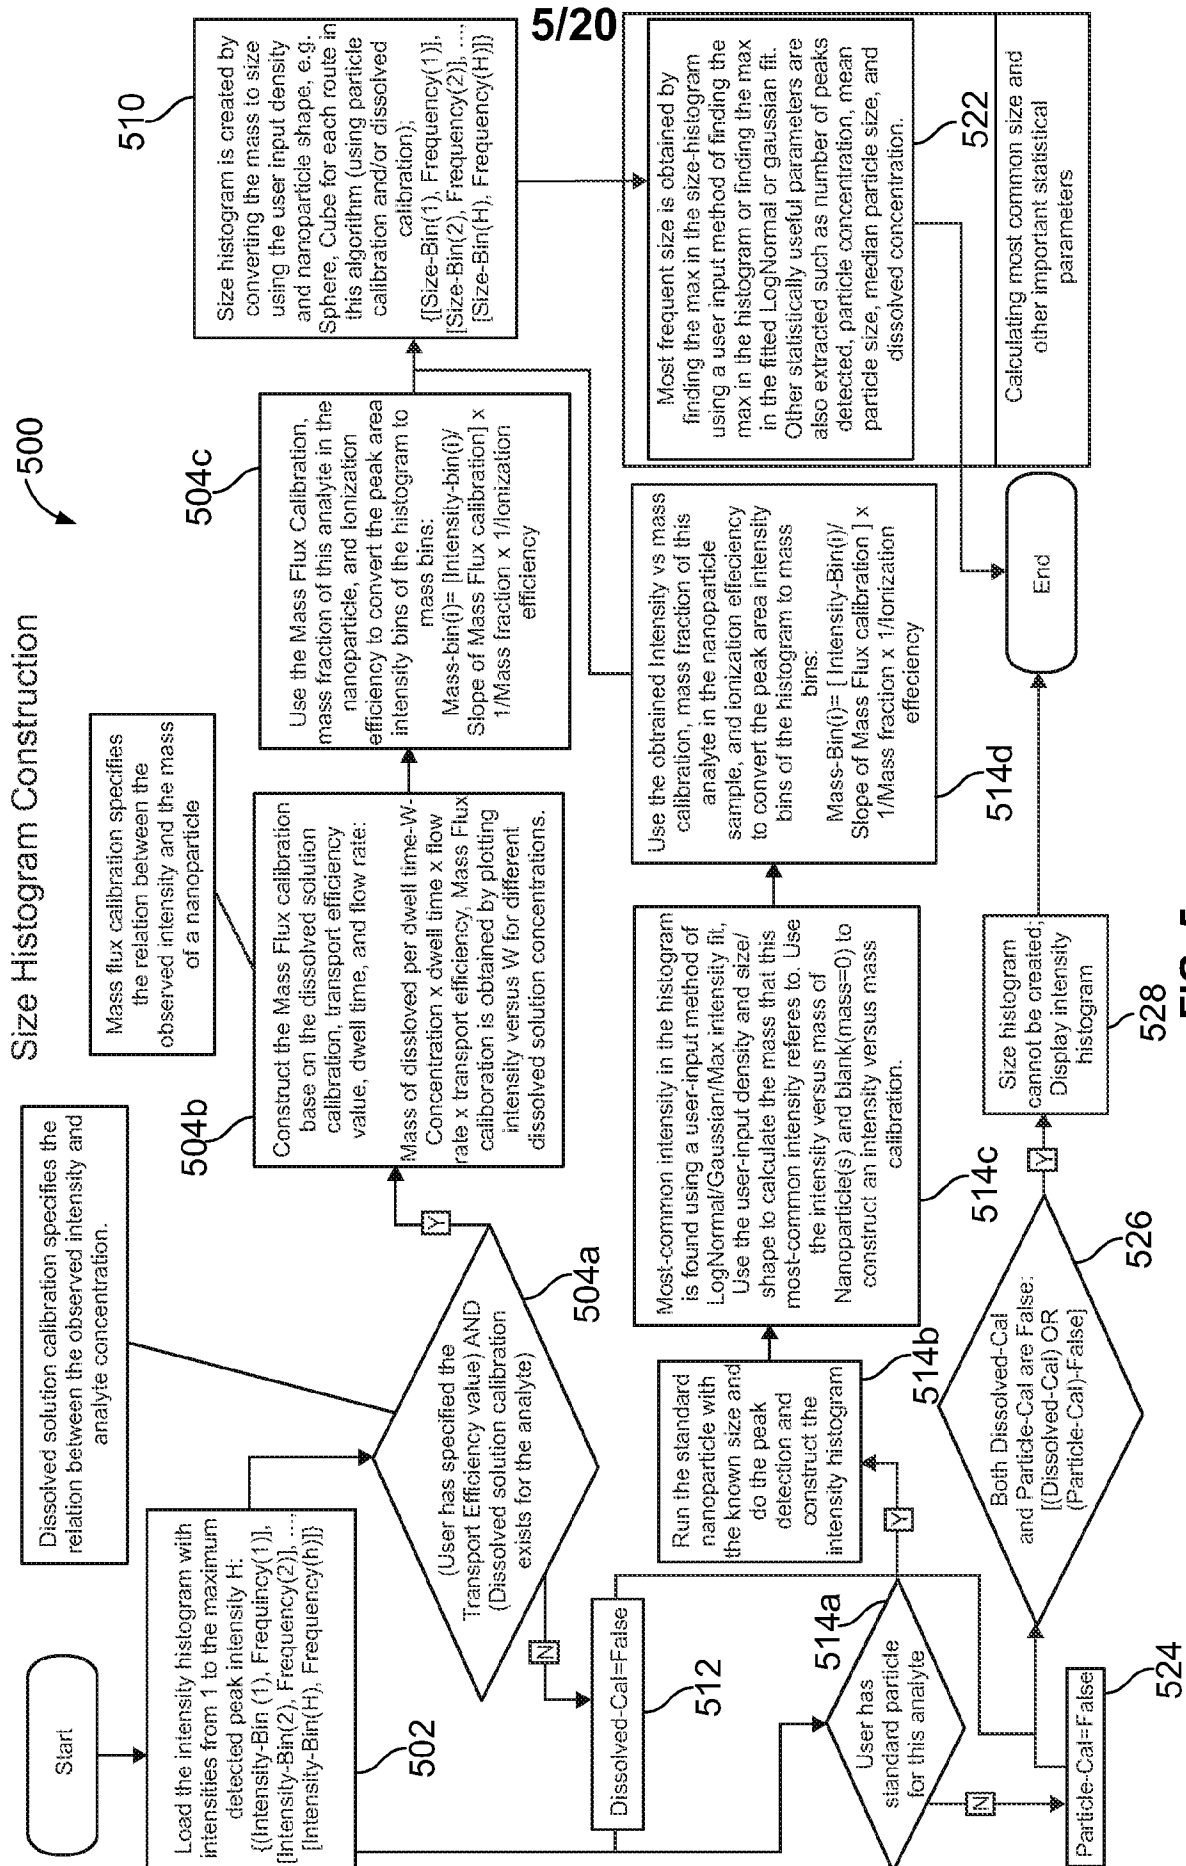 5/20
Size Histogram Construction
500
Start
Load the intensity histogram with
intensities from 1 to the maximum
detected peak intensity H:
{(Intensity-Bin (1), Frequincy(1)],
[Intensity-Bin(2), Frequency(2)], ...,
[Intensity-Bin(H), Frequency(h)]}
502
Dissolved solution calibration specifies the
relation between the observed intensity and
analyte concentration.
(User has specified the
Transport Efficiency value) AND
(Dissolved solution calibration
exists for the analyte)
504a
Y
N
Mass flux calibration specifies
the relation between the
observed intensity and the mass
of a nanoparticle
504b
Construct the Mass Flux calibration
base on the dissolved solution
calibration, transport efficiency
value, dwell time, and flow rate:
Mass of dissloved per dwell time-W-
Concentration x dwell time x flow
rate x transport efficiency, Mass Flux
caliboration is obtained by plotting
intensity versus W for different
dissolved solution concentrations.
504c
Use the Mass Flux Calibration,
mass fraction of this analyte in the
nanoparticle, and Ionization
efficiency to convert the peak area
intensity bins of the histogram to
mass bins:
Mass-bin(i)= [Intensity-bin(i)/
Slope of Mass Flux calibration] x
1/Mass fraction x 1/Ionization
efficiency
510
Size histogram is created by
converting the mass to size
using the user input density
and nanoparticle shape, e.g.
Sphere, Cube for each route in
this algorithm (using particle
calibration and/or dissolved
calibration);
{[Size-Bin(1), Frequency(1)],
[Size-Bin(2), Frequency(2)], ...,
[Size-Bin(H), Frequency(H)]}
Dissolved-Cal=False
512
User has
standard particle
for this analyte
514a
Y
N
Run the standard
nanoparticle with
the known size and
do the peak
detection and
construct the
intensity histogram
514b
Most-common intensity in the histogram
is found using a user-input method of
LogNormal/Gaussian/Max intensity fit,
Use the user-input density and size/
shape to calculate the mass that this
most-common intensity referes to. Use
the intensity versus mass of
Nanoparticle(s) and blank(mass=0) to
construct an intensity versus mass
calibration.
514c
Use the obtrained Intensity vs mass
calibration, mass fraction of this
analyte in the nanoparticle
sample, and ionization effeciency
to convert the peak area intensity
bins of the histogram to mass
bins:
Mass-Bin(i)= [ Intensity-Bin(i)/
Slope of Mass Flux calibration ] x
1/Mass fraction x 1/Ionization
effeciency
514d
Most frequent size is obtained by
finding the max in the size-histogram
using a user input method of finding the
max in the histogram or finding the max
in the fitted LogNormal or gaussian fit.
Other statistically useful parameters are
also extracted such as number of peaks
detected, particle concentration, mean
particle size, median particle size, and
dissolved concentration.
522
Calculating most common size and
other important statistical
parameters
Particle-Cal=False
524
Both Dissolved-Cal
and Particle-Cal are False:
[(Dissolved-Cal) OR
(Particle-Cal)-False]
526
Y
Size histogram
cannot be created;
Display intensity
histogram
528
End